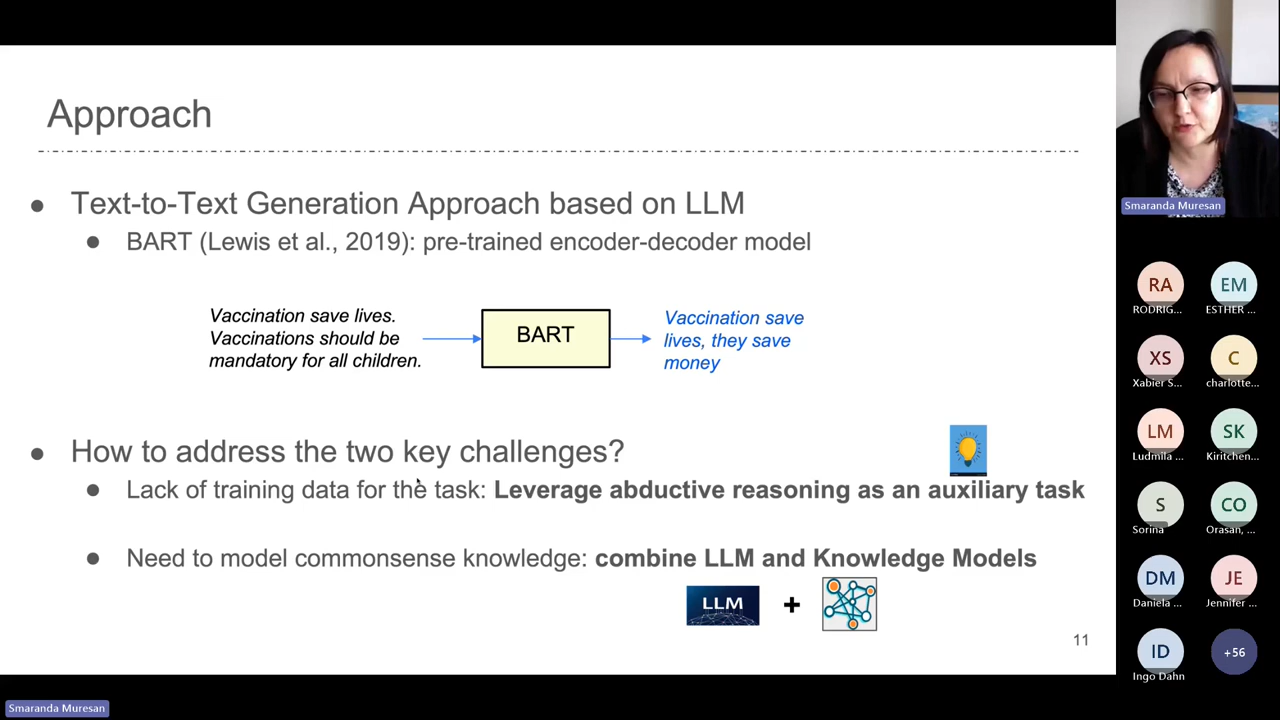 Approach
Text-to-Text Generation Approach based on LLM
BART (Lewis et al., 2019): pre-trained encoder-decoder model
Vaccination save lives.
Vaccinations should be
mandatory for all children.
BART
Vaccination save
lives, they save
money
How to address the two key challenges?
Lack of training data for the task: Leverage abductive reasoning as an auxiliary task
Need to model commonsense knowledge: combine LLM and Knowledge Models
LLM
+
11
Smaranda Muresan
RA
RODRIG...
EM
ESTHER ...
XS
Xabier S...
C
charlotte...
LM
Ludmila ...
SK
Kiritchen...
S
Sorina
CO
Orasan, ...
DM
Daniela ...
JE
Jennifer ...
ID
Ingo Dahn
+56
Smaranda Muresan